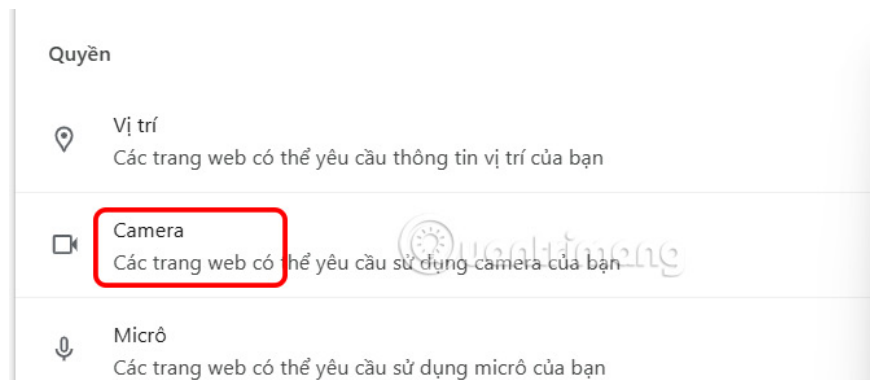 Quyền
Vị trí
Các trang web có thể yêu cầu thông tin vị trí của bạn
Camera
Các trang web có thể yêu cầu sử dụng camera của bạn
Quantrimang
Micrô
Các trang web có thể yêu cầu sử dụng micrô của bạn